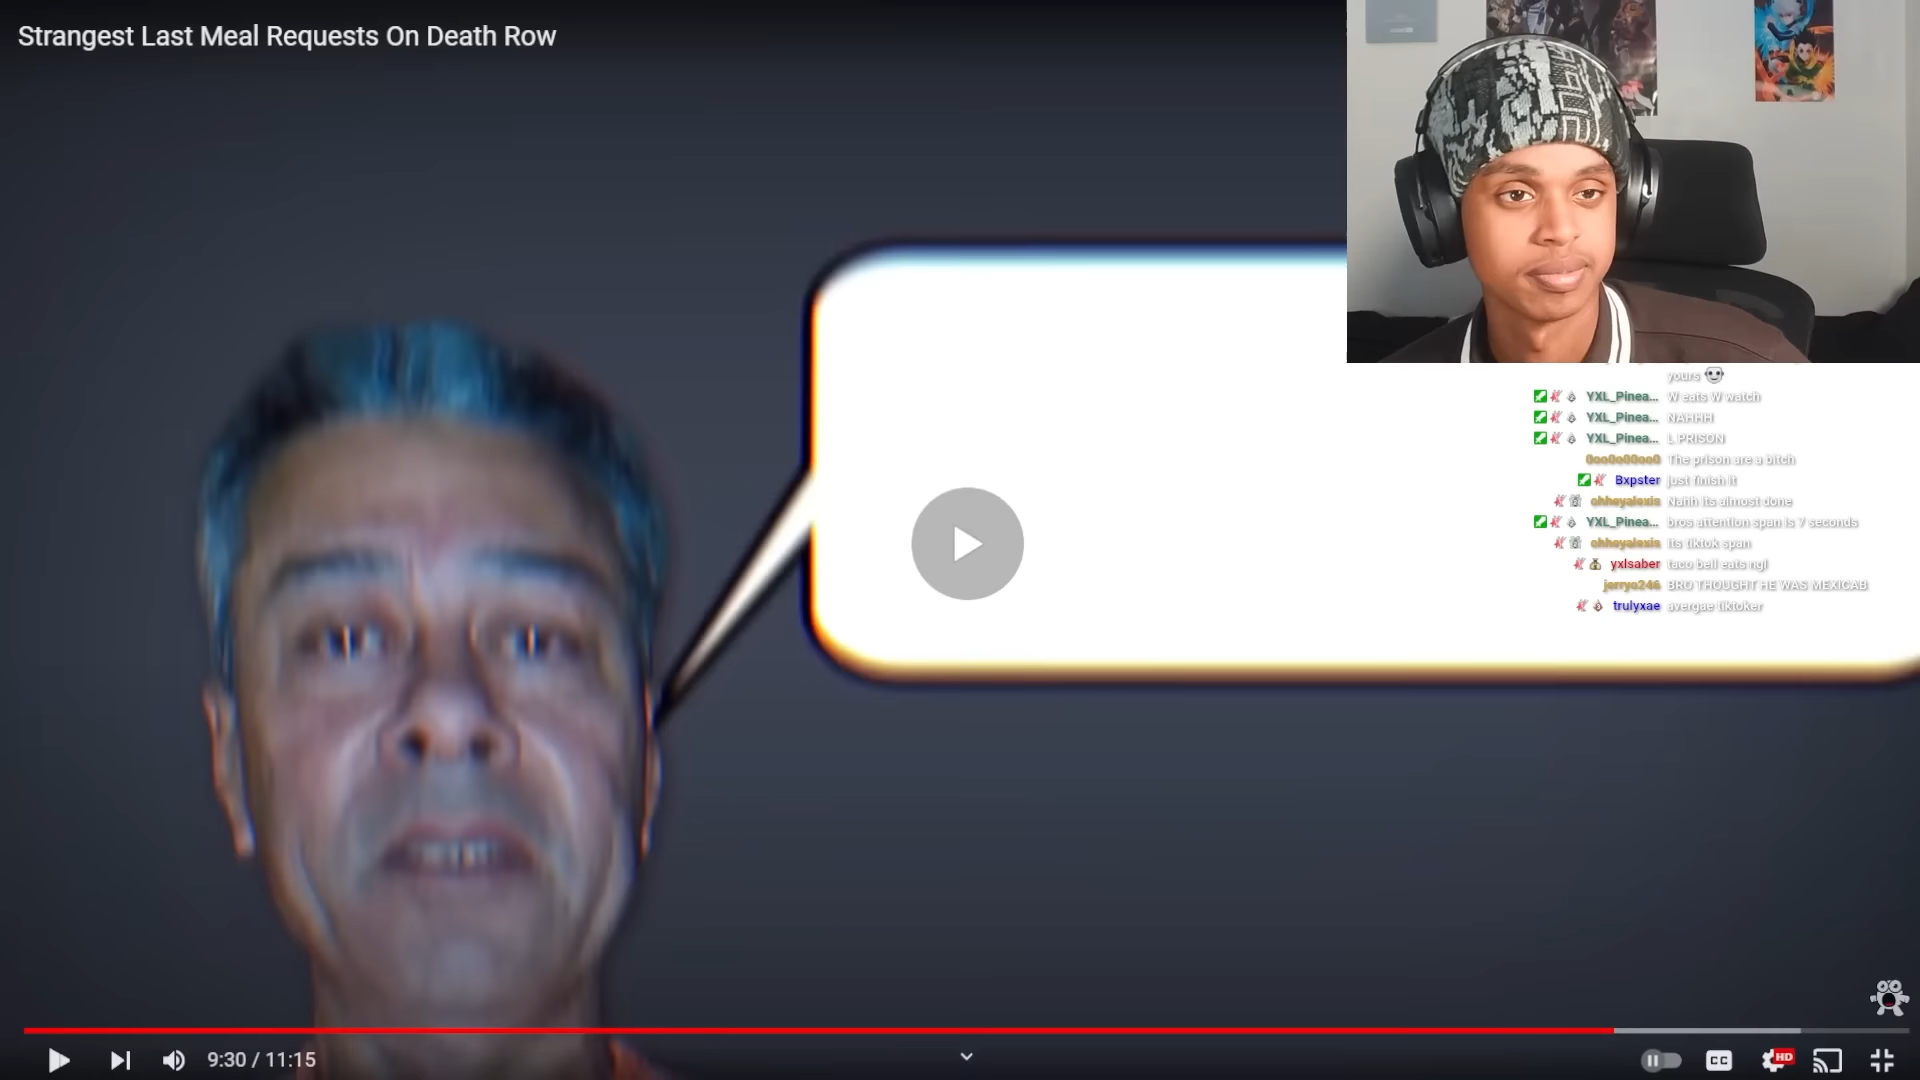 Strangest Last Meal Requests On Death Row
yours
YXL_Pinea... W eats W watch
YXL_Pinea... NAHHH
YXL_Pinea... L PRISON
0oo0o00oo0 The prison are a bitch
Bxpster just finish it
ohheyalexis Nahh its almost done
YXL_Pinea... bros attention span is 7 seconds
ohheyalexis Its tiktok span
yxlsaber taco bell eats ngl
jerryo246 BRO THOUGHT HE WAS MEXICAB
trulyxae avergae tiktoker
9:30 / 11:15
CC
HD